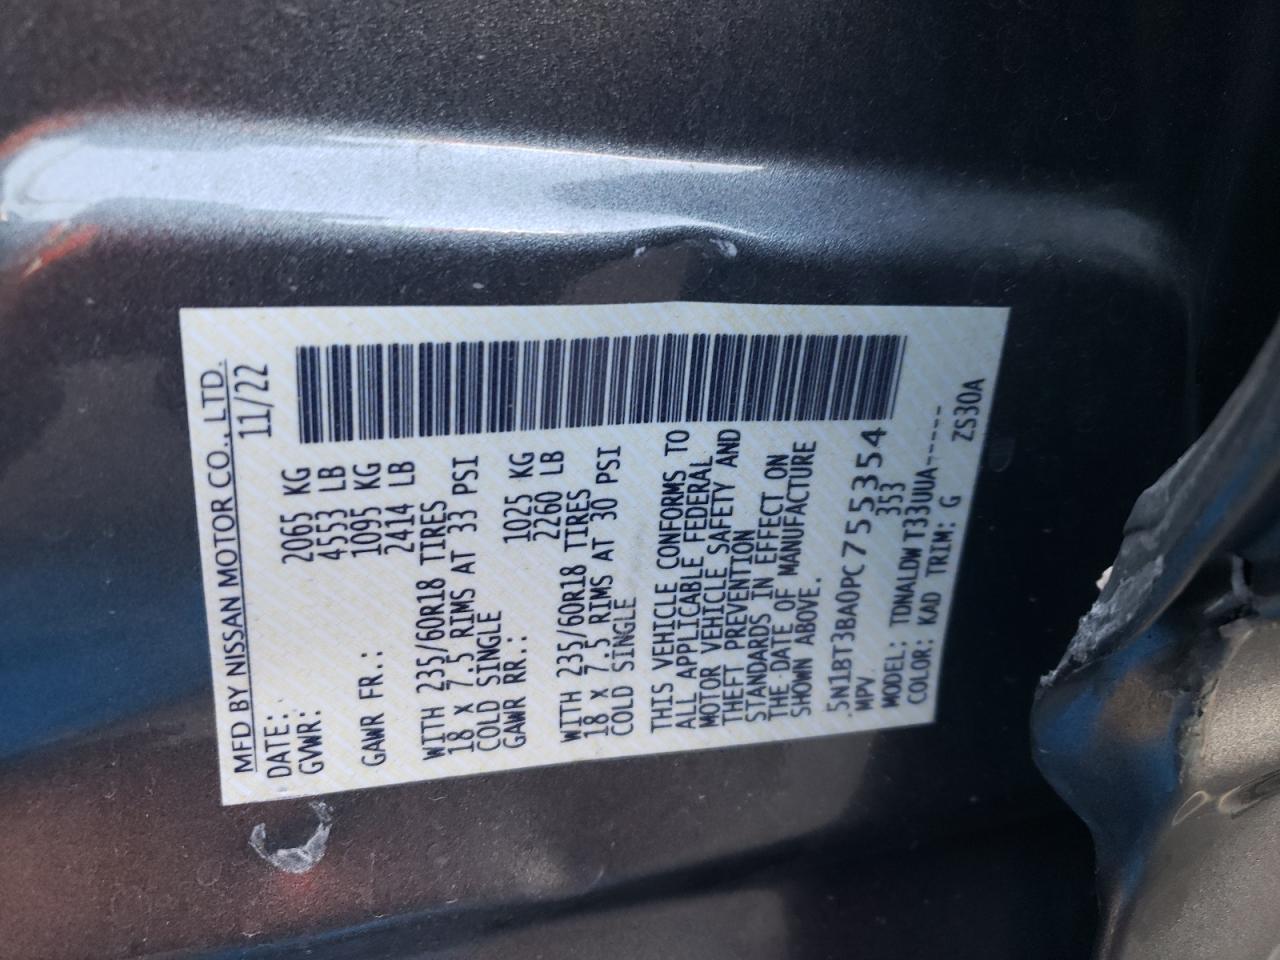 MFD BY NISSAN MOTOR CO., LTD.
DATE: 11/22
GVWR: 2065 KG
4553 LB
GAWR FR.: 1095 KG
2414 LB
WITH 235/60R18 TIRES
18 X 7.5 RIMS AT 33 PSI
COLD SINGLE
GAWR RR.: 1025 KG
2260 LB
WITH 235/60R18 TIRES
18 X 7.5 RIMS AT 30 PSI
COLD SINGLE
THIS VEHICLE CONFORMS TO
ALL APPLICABLE FEDERAL
MOTOR VEHICLE SAFETY AND
THEFT PREVENTION
STANDARDS IN EFFECT ON
THE DATE OF MANUFACTURE
SHOWN ABOVE.
5N1BT3BA0PC755354
MPV 353
MODEL: TDNALDWT33UUA-----
COLOR: KAD TRIM: G ZS30A